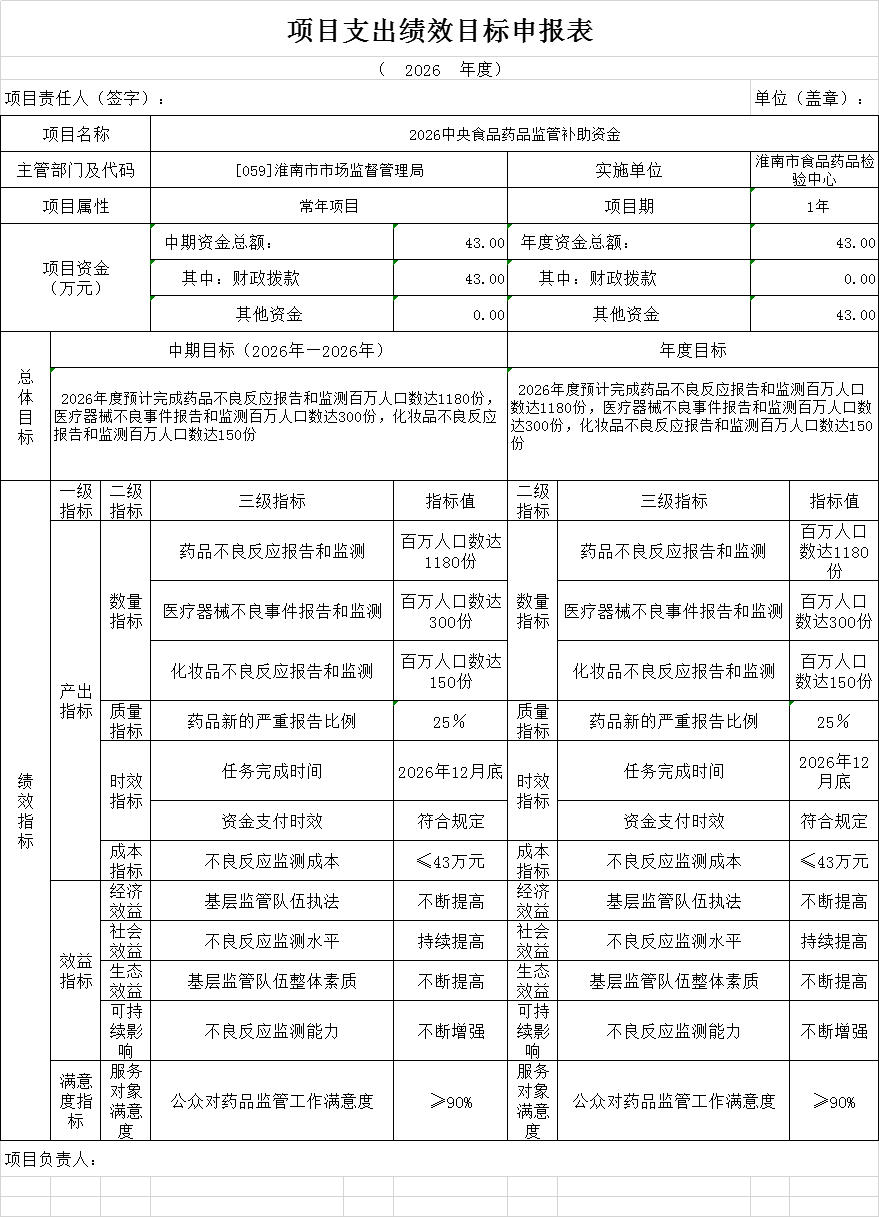 项目支出绩效目标申报表
（ 2026 年度）
项目责任人（签字）： 单位（盖章）：
项目名称 2026中央食品药品监管补助资金
主管部门及代码 [059]淮南市市场监督管理局 实施单位 淮南市食品药品检
验中心
项目属性 常年项目 项目期 1年
项目资金
（万元）
中期资金总额： 43.00 年度资金总额： 43.00
其中：财政拨款 43.00 其中：财政拨款 0.00
其他资金 0.00 其他资金 43.00
总
体
目
标
中期目标（2026年—2026年） 年度目标
2026年度预计完成药品不良反应报告和监测百万人口数达1180份，
医疗器械不良事件报告和监测百万人口数达300份，化妆品不良反应
报告和监测百万人口数达150份
2026年度预计完成药品不良反应报告和监测百万人口
数达1180份，医疗器械不良事件报告和监测百万人口数
达300份，化妆品不良反应报告和监测百万人口数达150
份
绩
效
指
标
一级
指标
二级
指标
三级指标 指标值
二级
指标
三级指标 指标值
产出
指标
数量
指标
药品不良反应报告和监测
百万人口数达
1180份
数量
指标
药品不良反应报告和监测
百万人口
数达1180
份
医疗器械不良事件报告和监测
百万人口数达
300份
医疗器械不良事件报告和监测
百万人口
数达300份
化妆品不良反应报告和监测
百万人口数达
150份
化妆品不良反应报告和监测
百万人口
数达150份
质量
指标
药品新的严重报告比例 25％
质量
指标
药品新的严重报告比例 25％
时效
指标
任务完成时间 2026年12月底
时效
指标
任务完成时间
2026年12
月底
资金支付时效 符合规定 资金支付时效 符合规定
成本
指标
不良反应监测成本 ≤43万元
成本
指标
不良反应监测成本 ≤43万元
效益
指标
经济
效益
基层监管队伍执法 不断提高
经济
效益
基层监管队伍执法 不断提高
社会
效益
不良反应监测水平 持续提高
社会
效益
不良反应监测水平 持续提高
生态
效益
基层监管队伍整体素质 不断提高
生态
效益
基层监管队伍整体素质 不断提高
可持
续影
响
不良反应监测能力 不断增强
可持
续影
响
不良反应监测能力 不断增强
满意
度指
标
服务
对象
满意
度
公众对药品监管工作满意度 ≥90%
服务
对象
满意
度
公众对药品监管工作满意度 ≥90%
项目负责人：